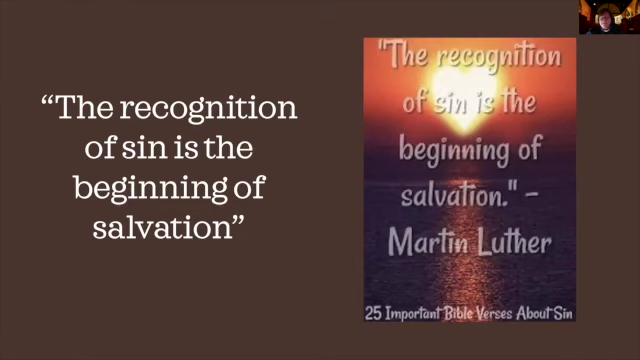 “The recognition
of sin is the
beginning of
salvation”
"The recognition
of sin is the
beginning of
salvation." -
Martin Luther
25 Important Bible Verses About Sin